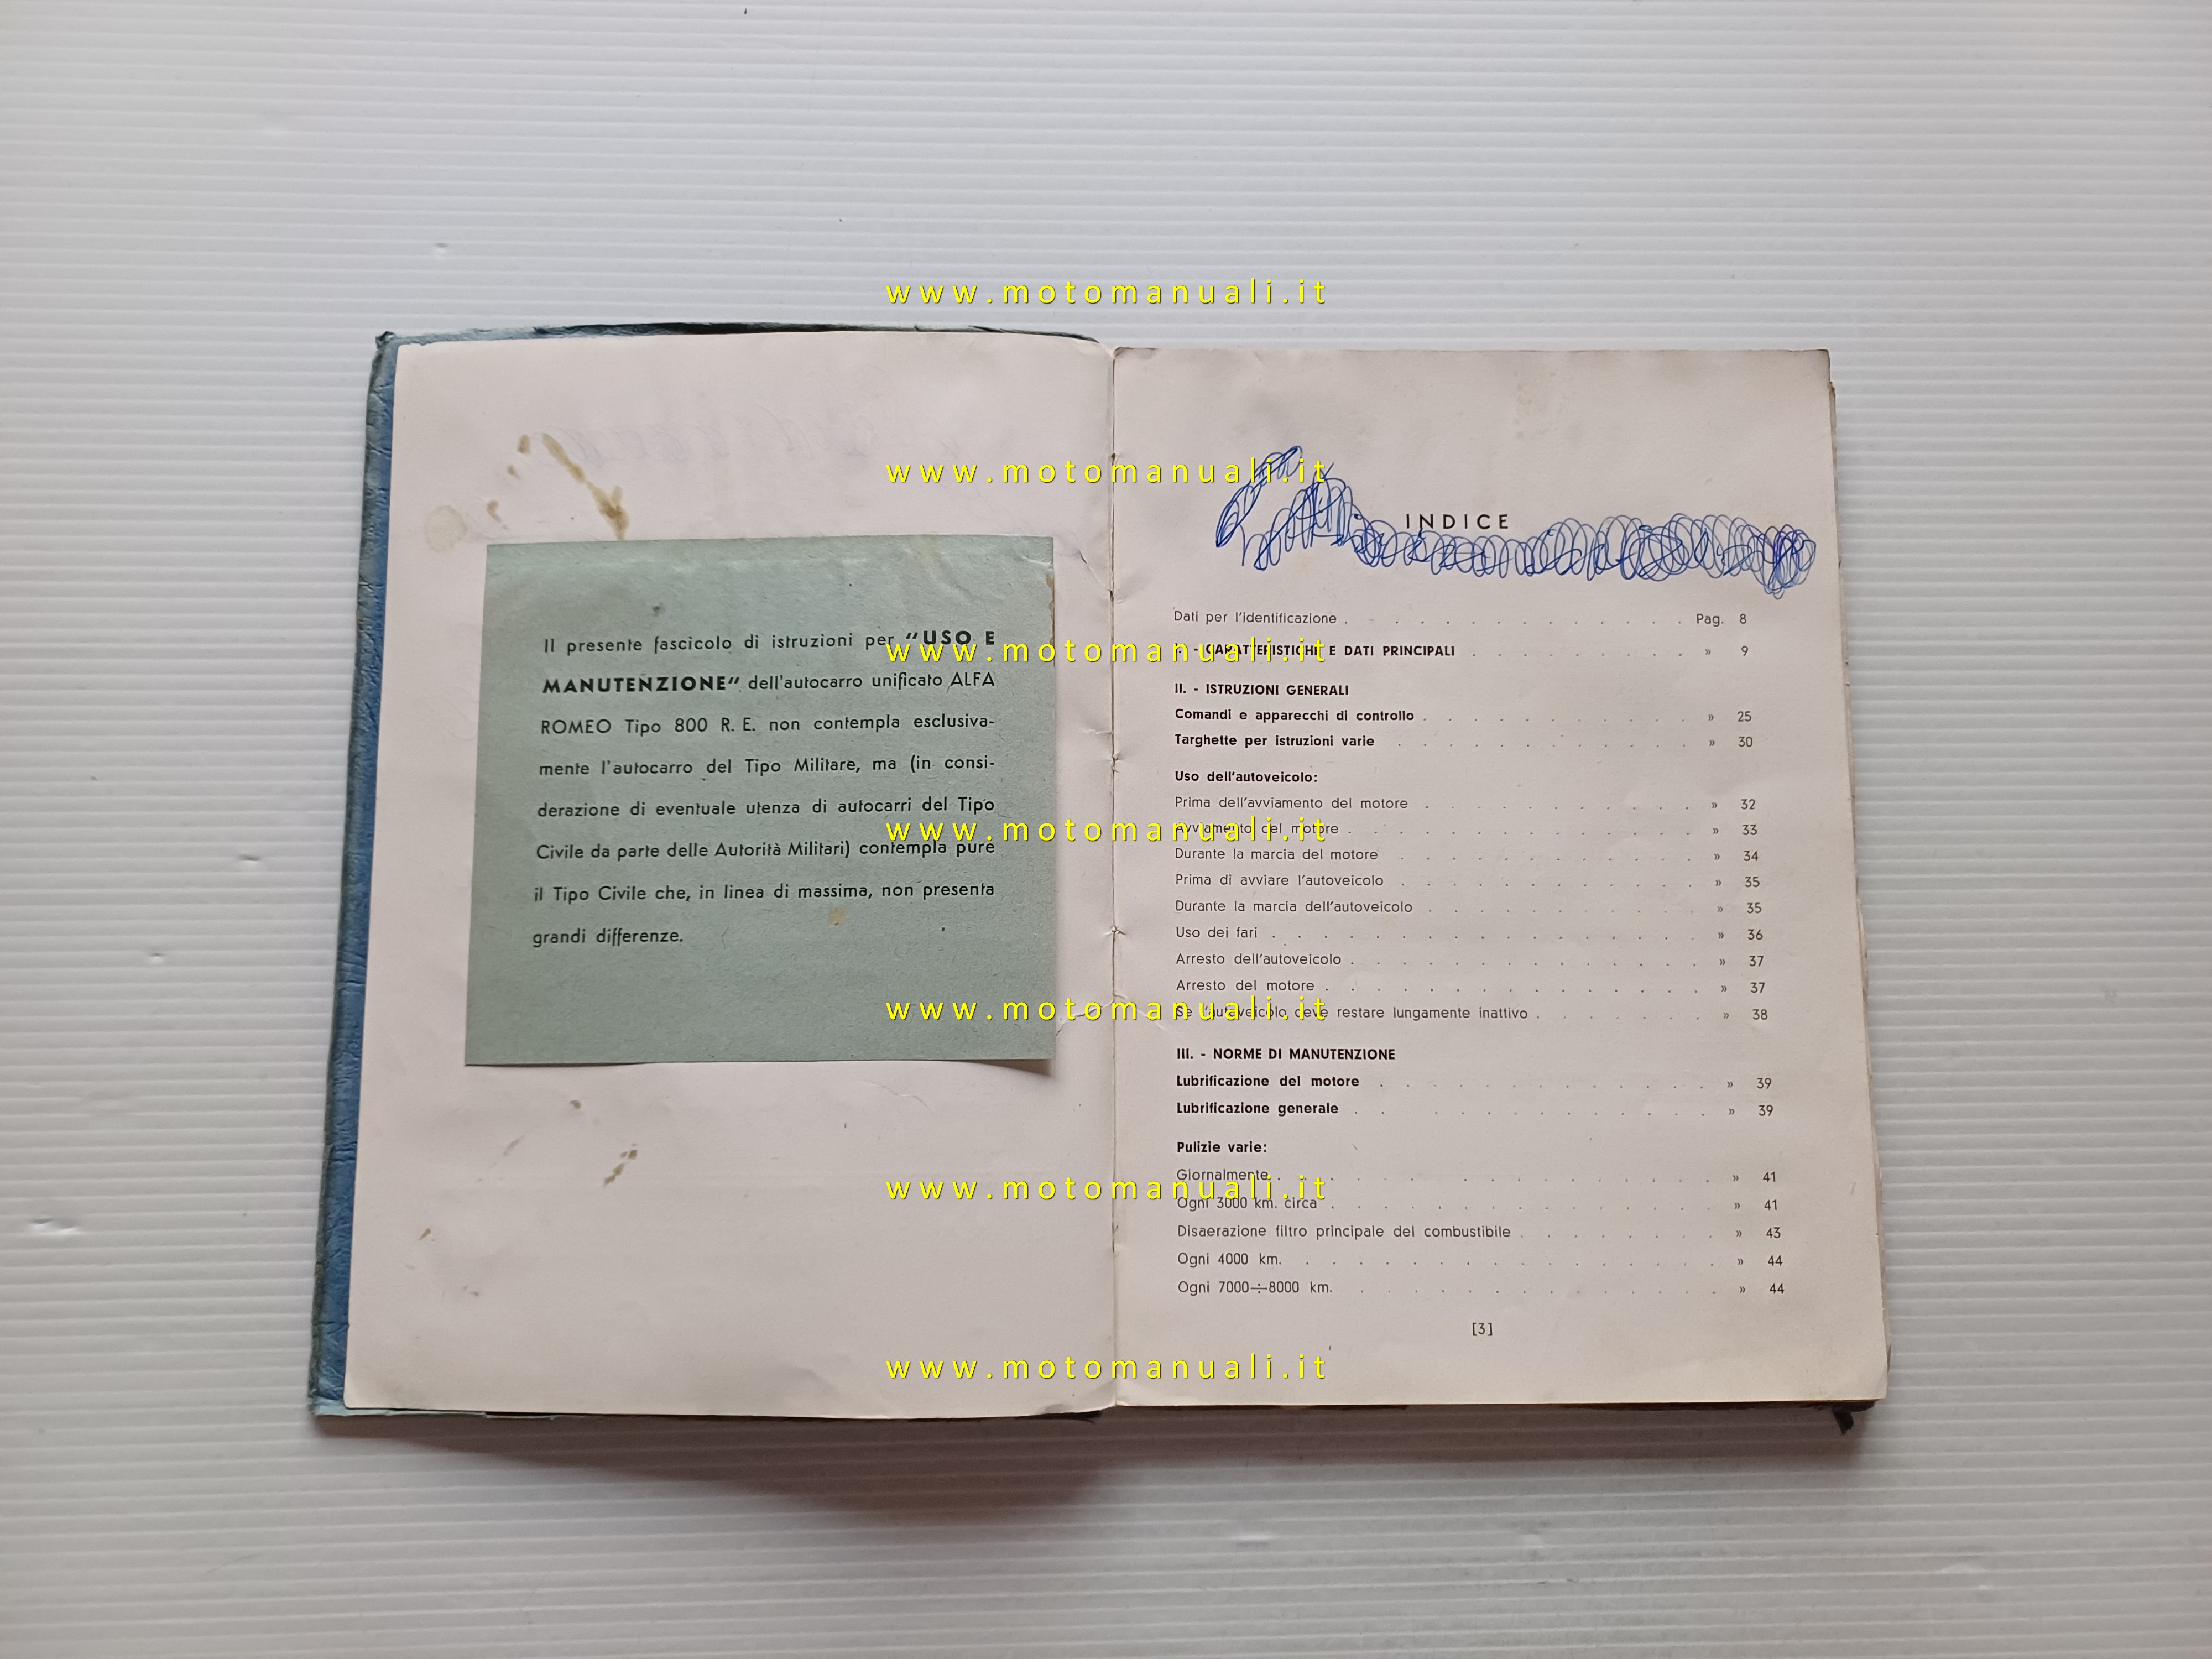 www.motomanuali.it
www.motomanuali.it
Il presente fascicolo di istruzioni per "USO E
MANUTENZIONE" dell'autocarro unificato ALFA
ROMEO Tipo 800 R. E. non contempla esclusiva-
mente l'autocarro del Tipo Militare, ma (in consi-
derazione di eventuale utenza di autocarri del Tipo
Civile da parte delle Autorità Militari) contempla pure
il Tipo Civile che, in linea di massima, non presenta
grandi differenze.
INDICE
Dati per l'identificazione . . . . . . . . . . . . . . Pag. 8
www.motomanuali.it
I. - CARATTERISTICHE E DATI PRINCIPALI . . . . . . . . . » 9
II. - ISTRUZIONI GENERALI
Comandi e apparecchi di controllo . . . . . . . . . . . » 25
Targhette per istruzioni varie . . . . . . . . . . . . » 30
Uso dell'autoveicolo:
Prima dell'avviamento del motore . . . . . . . . . . . » 32
www.motomanuali.it
Avviamento del motore . . . . . . . . . . . . . . » 33
Durante la marcia del motore . . . . . . . . . . . . » 34
Prima di avviare l'autoveicolo . . . . . . . . . . . . » 35
Durante la marcia dell'autoveicolo . . . . . . . . . . . » 35
Uso dei fari . . . . . . . . . . . . . . . . . » 36
Arresto dell'autoveicolo . . . . . . . . . . . . . . » 37
Arresto del motore . . . . . . . . . . . . . . . » 37
www.motomanuali.it
Se l'autoveicolo deve restare lungamente inattivo . . . . . . . » 38
III. - NORME DI MANUTENZIONE
Lubrificazione del motore . . . . . . . . . . . . . » 39
Lubrificazione generale . . . . . . . . . . . . . » 39
Pulizie varie:
Giornalmente . . . . . . . . . . . . . . . . . » 41
www.motomanuali.it
Ogni 3000 km. circa . . . . . . . . . . . . . . . » 41
Disaerazione filtro principale del combustibile . . . . . . . . » 43
Ogni 4000 km. . . . . . . . . . . . . . . . . » 44
Ogni 7000÷8000 km. . . . . . . . . . . . . . . » 44
[3]
www.motomanuali.it